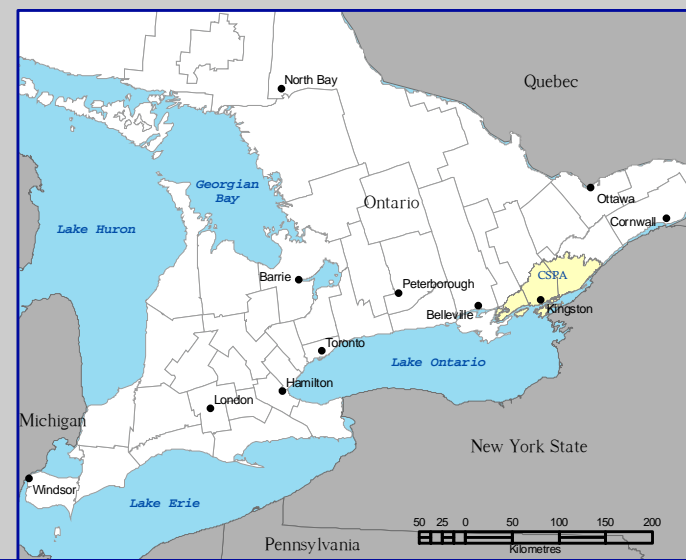 North Bay
Quebec
Georgian
Bay
Ontario
Ottawa
Cornwall
Lake Huron
Barrie
CSPA
Peterborough
Belleville
Kingston
Toronto
Lake Ontario
Hamilton
London
Michigan
New York State
Windsor
Lake Erie
50 25 0 50 100 150 200
Kilometres
Pennsylvania